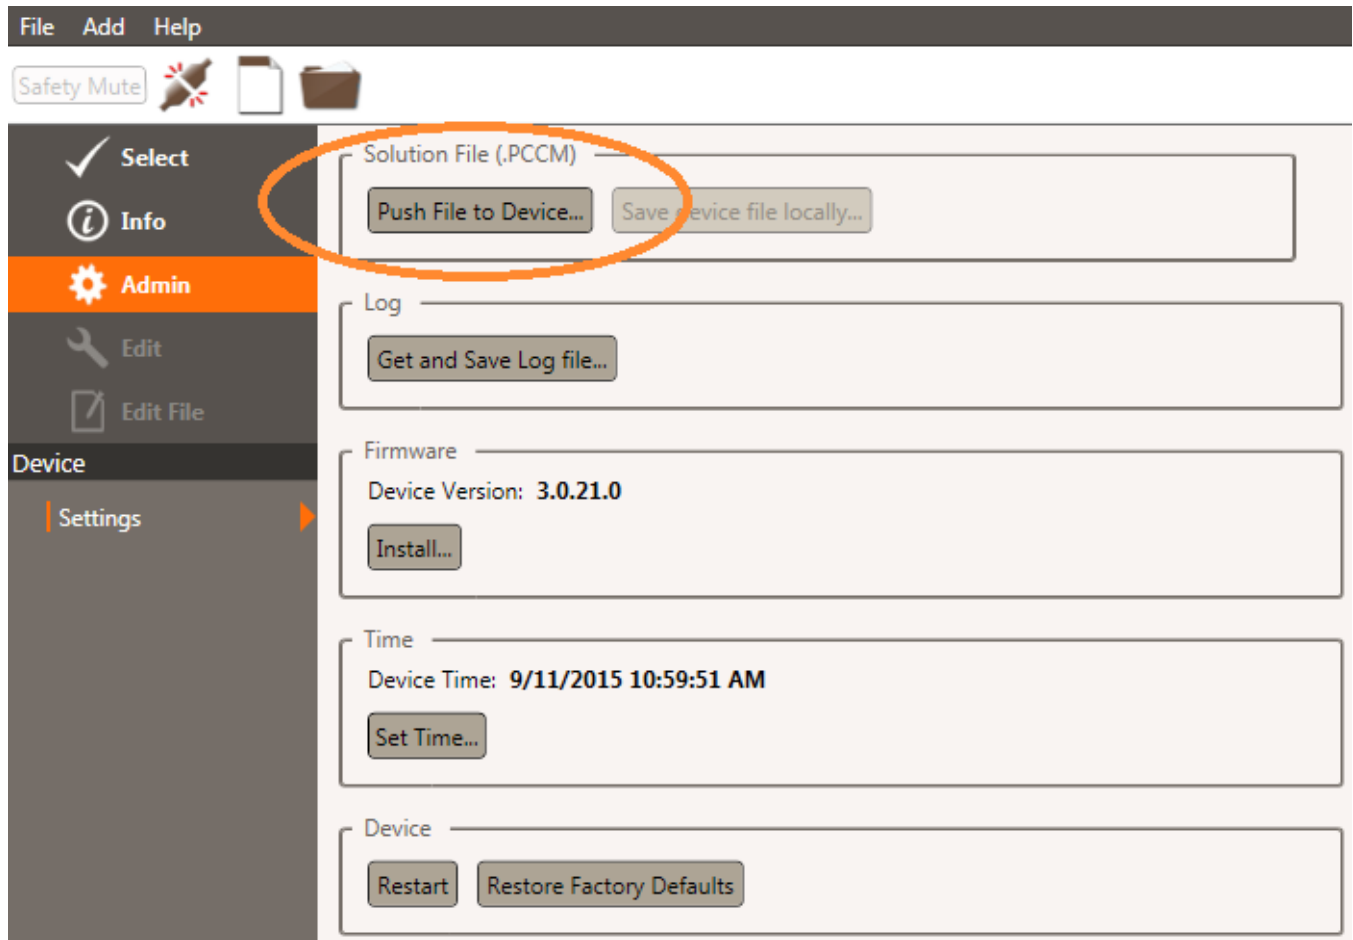 File Add Help
Safety Mute
Select
Info
Admin
Edit
Edit File
Device
Settings
Solution File (.PCCM)
Push File to Device... Save device file locally...
Log
Get and Save Log file...
Firmware
Device Version: 3.0.21.0
Install...
Time
Device Time: 9/11/2015 10:59:51 AM
Set Time...
Device
Restart Restore Factory Defaults